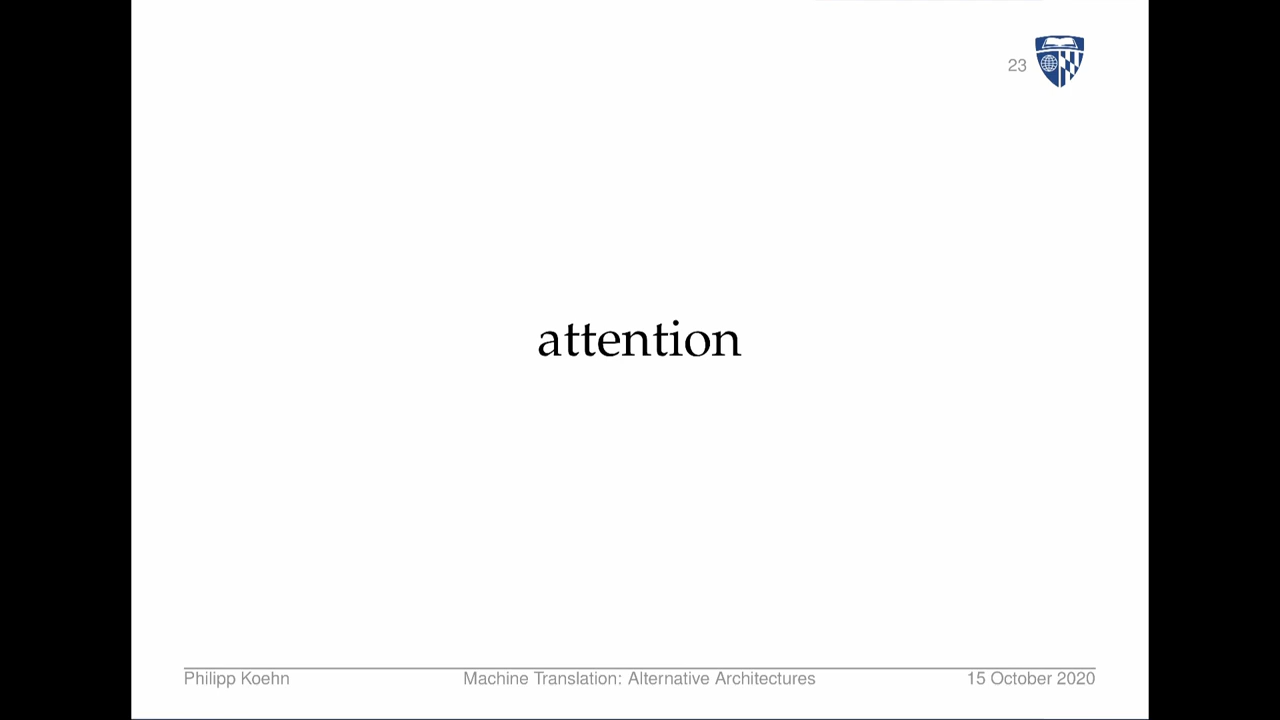 23
attention
Philipp Koehn Machine Translation: Alternative Architectures 15 October 2020